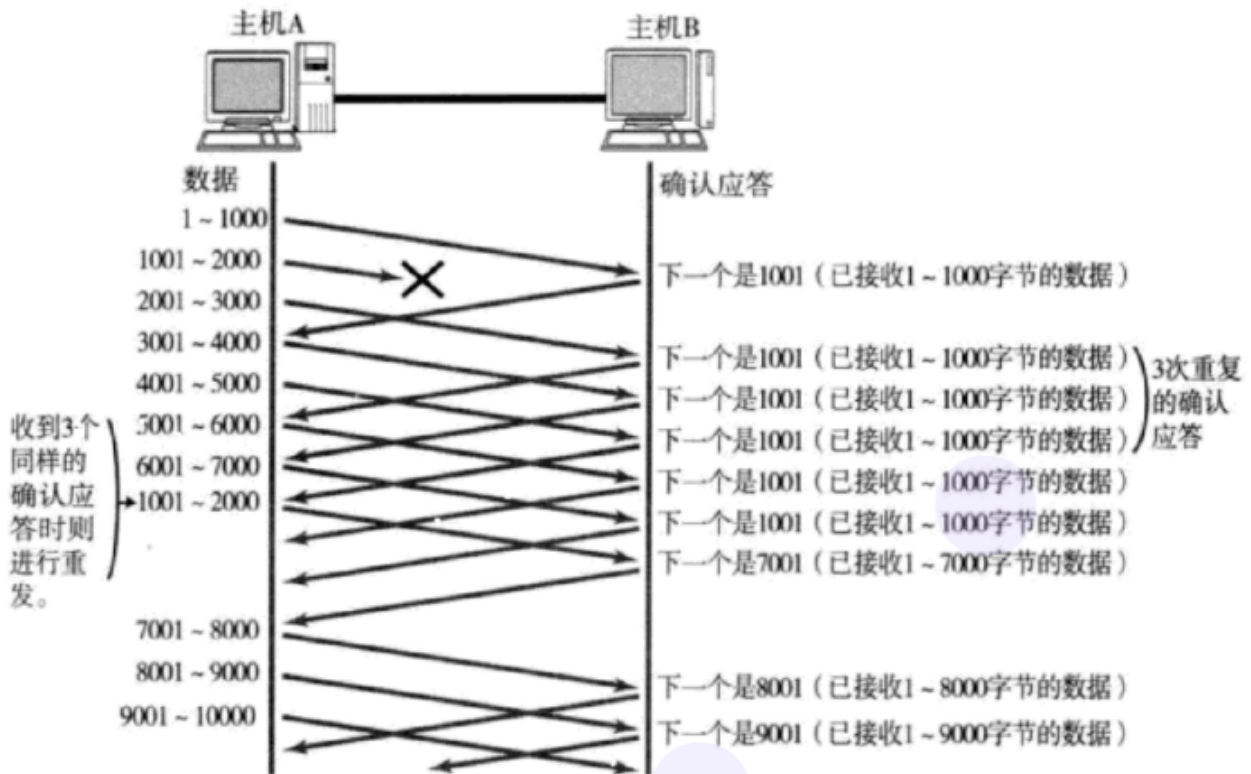 主机A
主机B
数据
确认应答
1~1000
1001~2000
下一个是1001（已接收1~1000字节的数据）
2001~3000
3001~4000
下一个是1001（已接收1~1000字节的数据）
4001~5000
下一个是1001（已接收1~1000字节的数据）
5001~6000
下一个是1001（已接收1~1000字节的数据）
3次重复
的确认
应答
6001~7000
下一个是1001（已接收1~1000字节的数据）
1001~2000
下一个是1001（已接收1~1000字节的数据）
收到3个
同样的
确认应
答时则
进行重
发。
下一个是7001（已接收1~7000字节的数据）
7001~8000
8001~9000
下一个是8001（已接收1~8000字节的数据）
9001~10000
下一个是9001（已接收1~9000字节的数据）